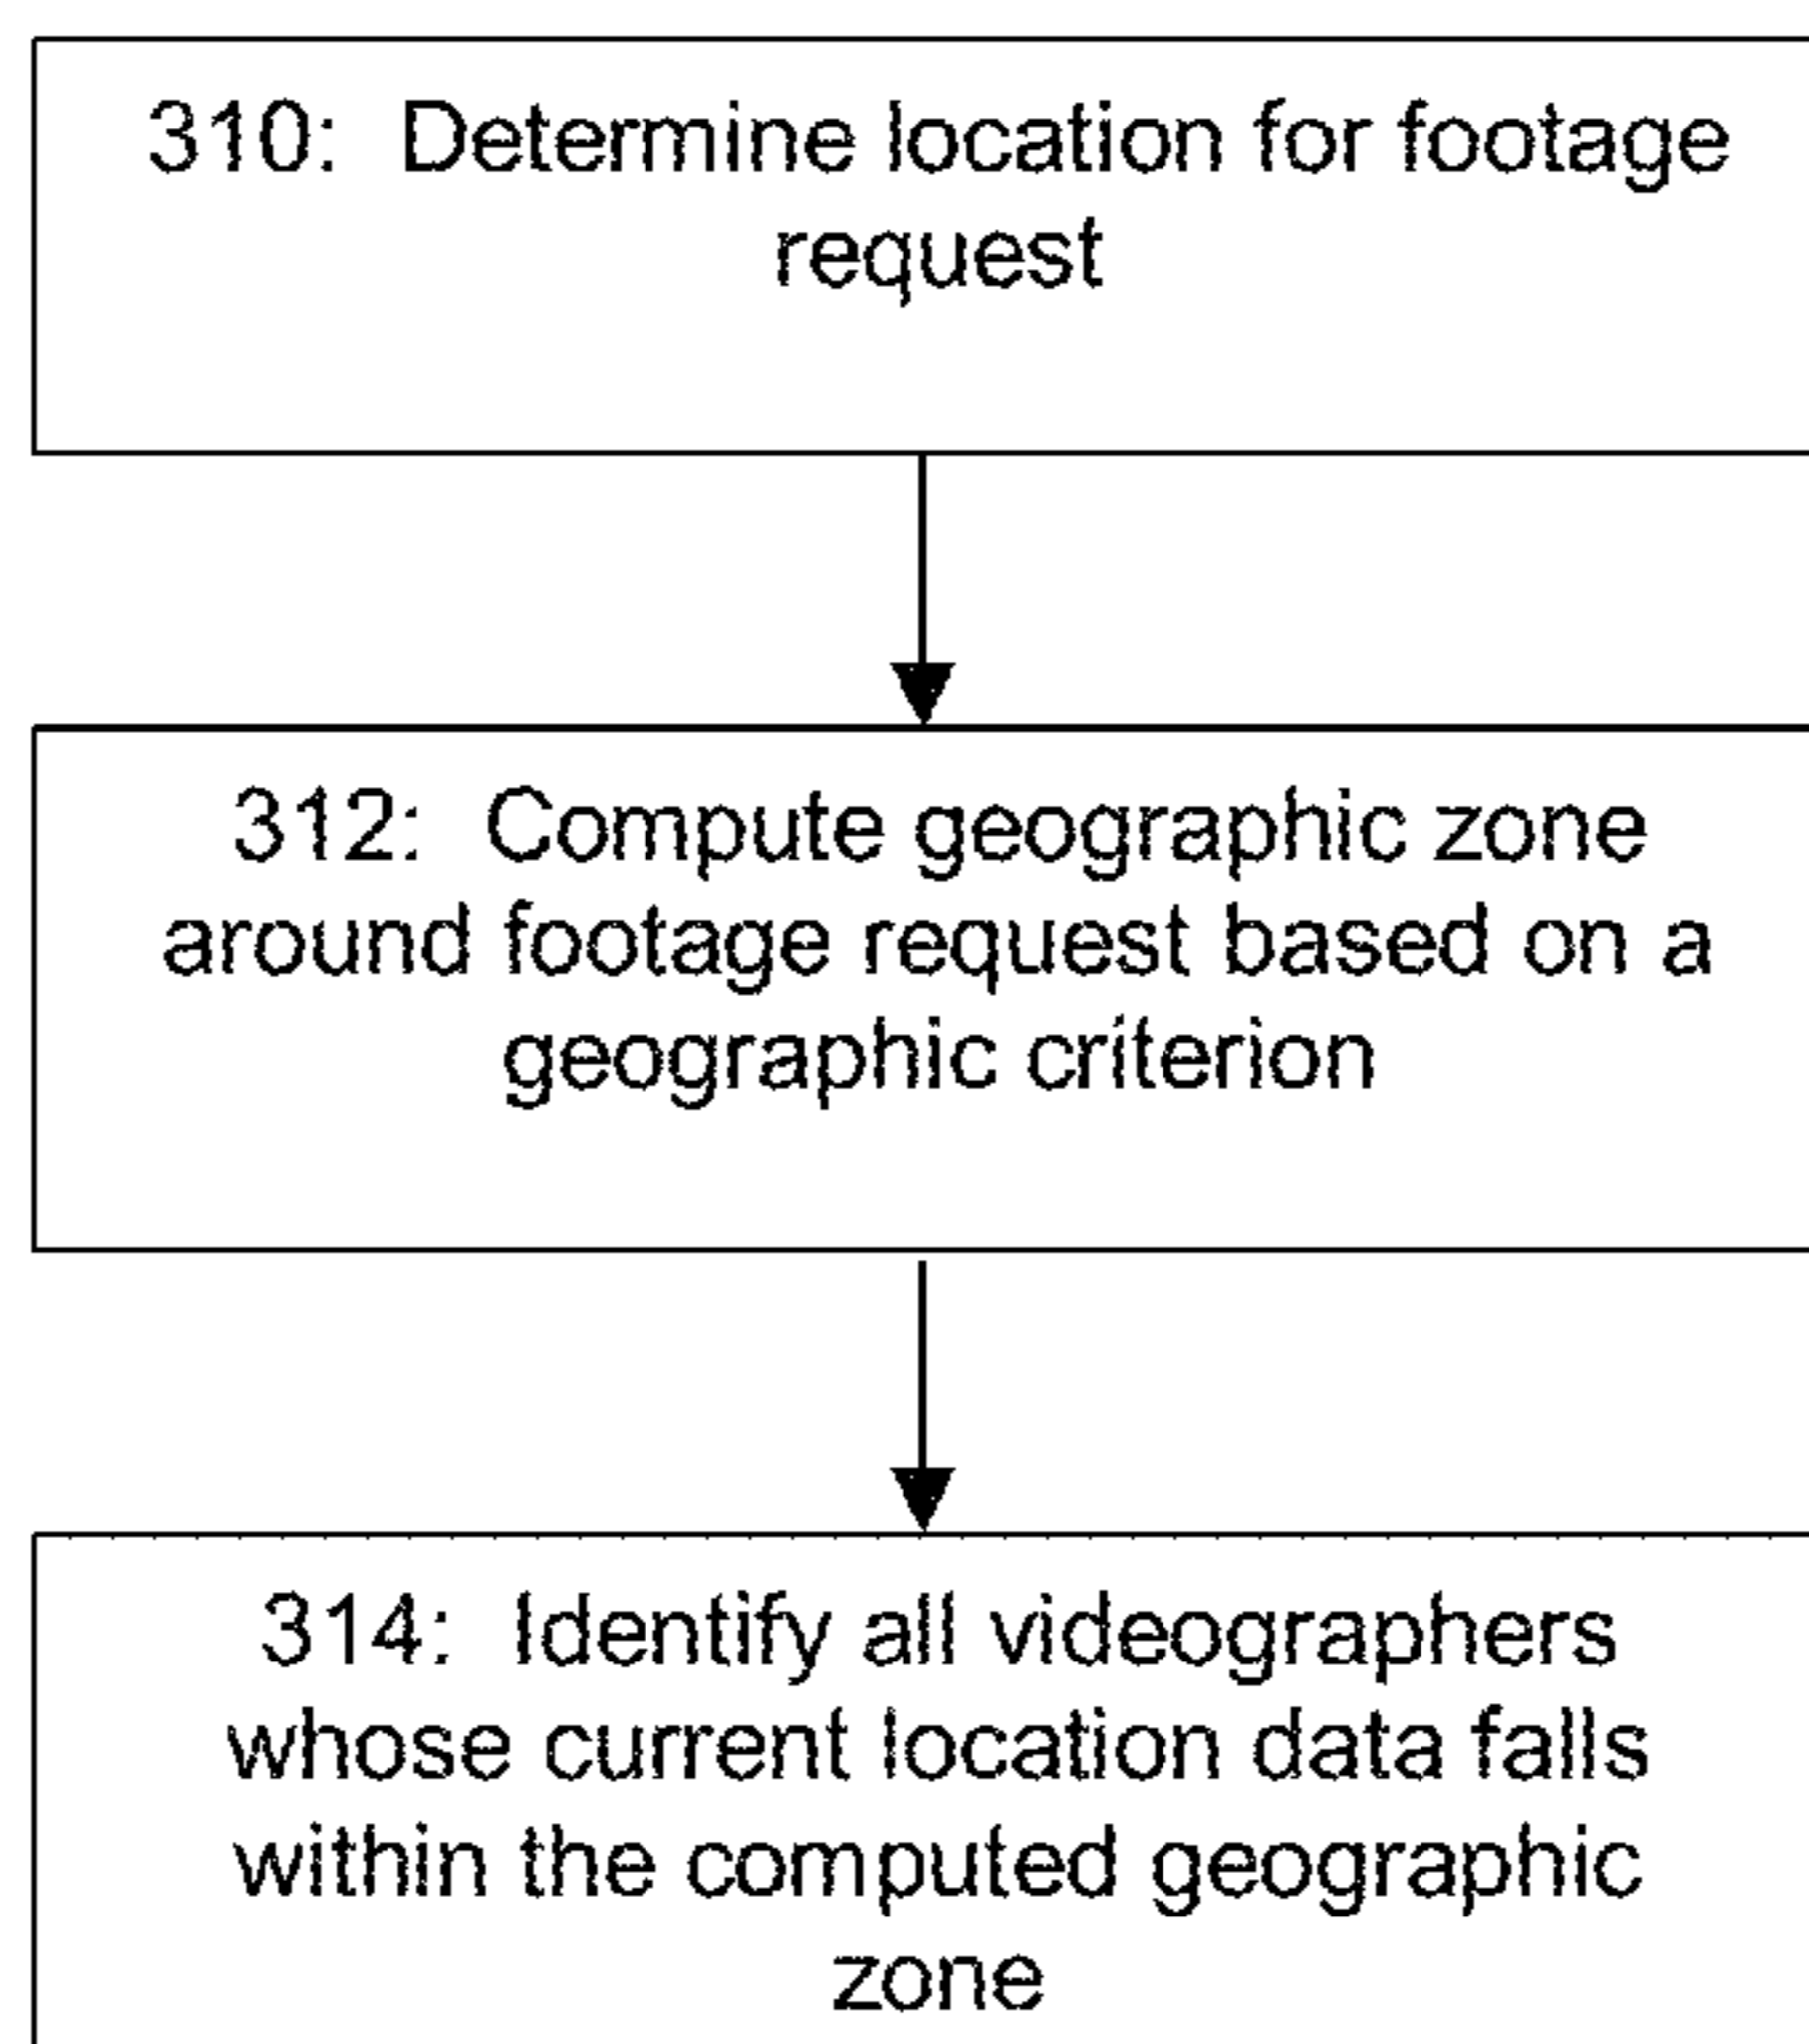 310:  Determine location for footage
request
312:  Compute geographic zone
around footage request based on a
geographic criterion
314:  Identify all videographers
whose current location data falls
within the computed geographic
zone